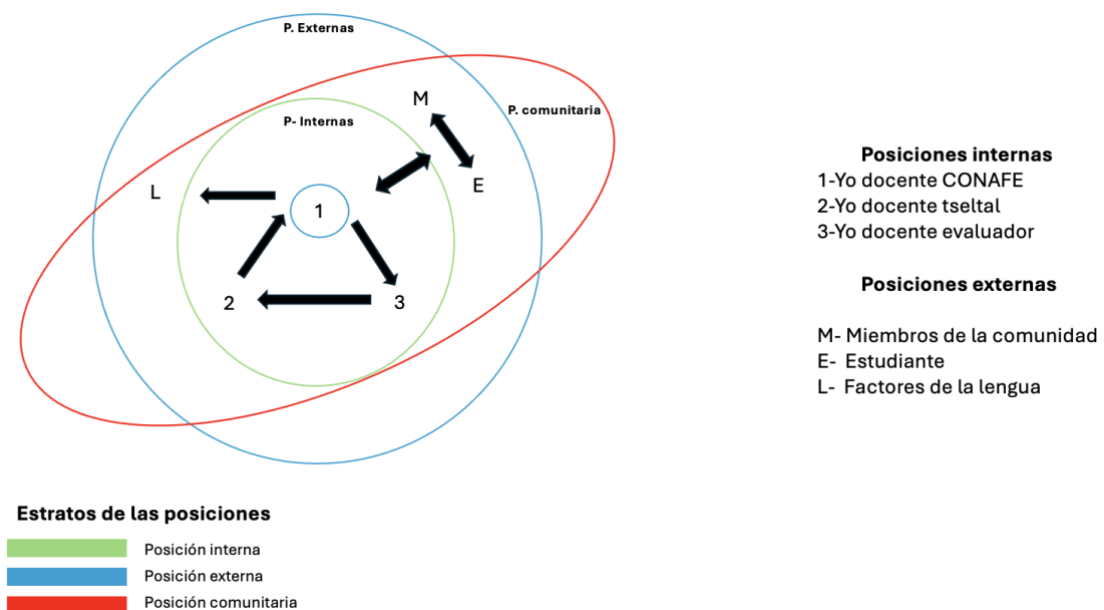 P. Externas
M
P. comunitaria
P- Internas
L
E
1
2
3
Posiciones internas
1-Yo docente CONAFE
2-Yo docente tseltal
3-Yo docente evaluador
Posiciones externas
M- Miembros de la comunidad
E- Estudiante
L- Factores de la lengua
Estratos de las posiciones
Posición interna
Posición externa
Posición comunitaria